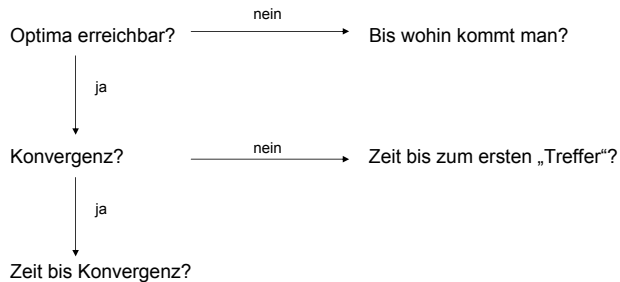 nein
Optima erreichbar?
Bis wohin kommt man?
ja
Konvergenz?
nein
Zeit bis zum ersten „Treffer“?
ja
Zeit bis Konvergenz?